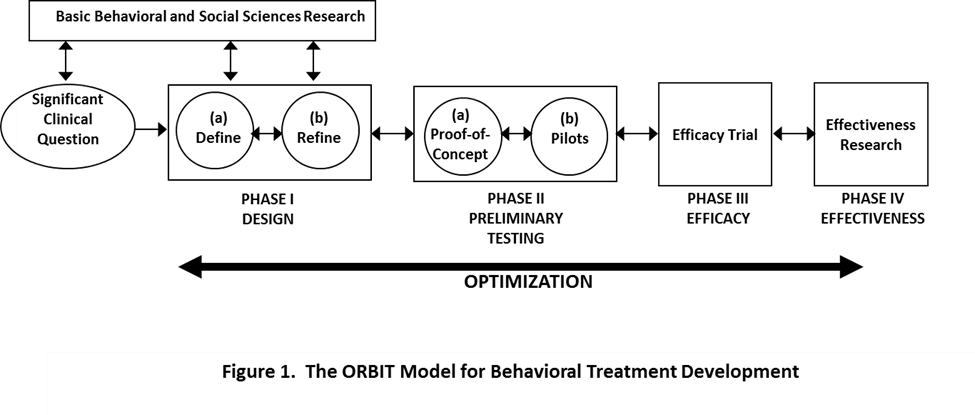 Basic Behavioral and Social Sciences Research
Significant
Clinical
Question
(a)
Define
(b)
Refine
(a)
Proof-of-
Concept
(b)
Pilots
Efficacy Trial
Effectiveness
Research
PHASE I
DESIGN
PHASE II
PRELIMINARY
TESTING
PHASE III
EFFICACY
PHASE IV
EFFECTIVENESS
OPTIMIZATION
Figure 1. The ORBIT Model for Behavioral Treatment Development